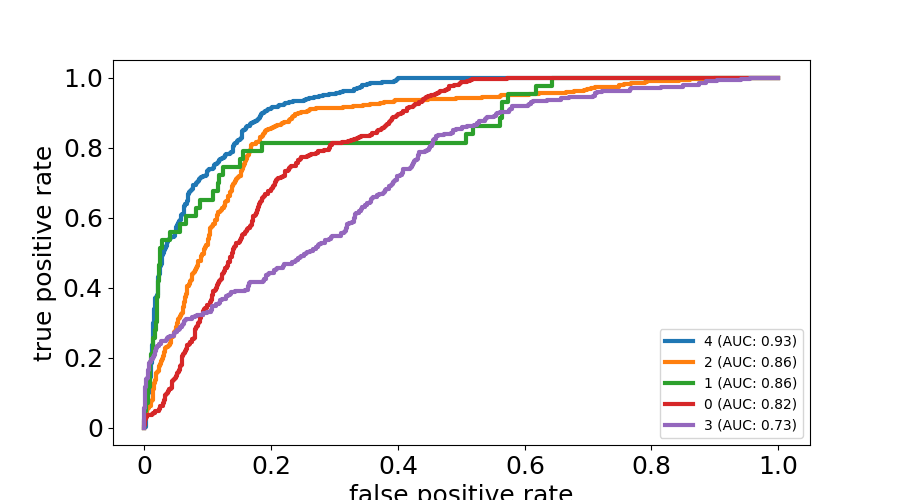 true positive rate
1.0
0.8
0.6
0.4
0.2
0
0 0.2 0.4 0.6 0.8 1.0
false positive rate
4 (AUC: 0.93)
2 (AUC: 0.86)
1 (AUC: 0.86)
0 (AUC: 0.82)
3 (AUC: 0.73)